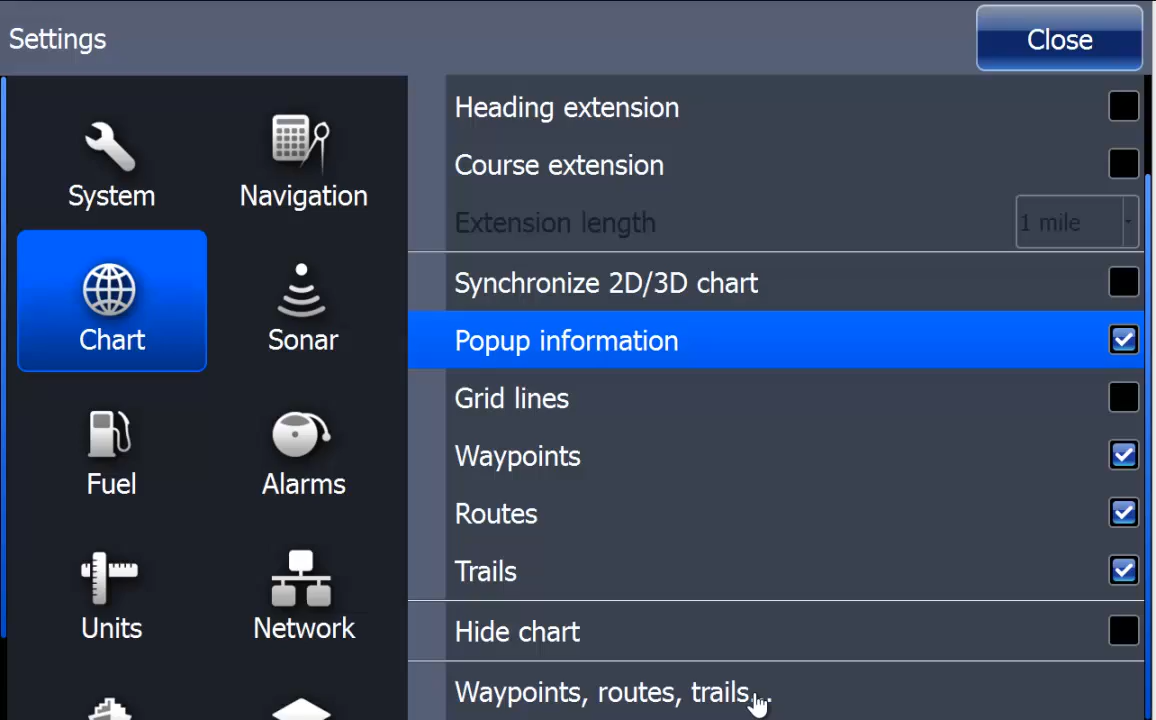 Settings
Close
System
Navigation
Chart
Sonar
Fuel
Alarms
Units
Network
Heading extension
Course extension
Extension length
1 mile
Synchronize 2D/3D chart
Popup information
Grid lines
Waypoints
Routes
Trails
Hide chart
Waypoints, routes, trails...